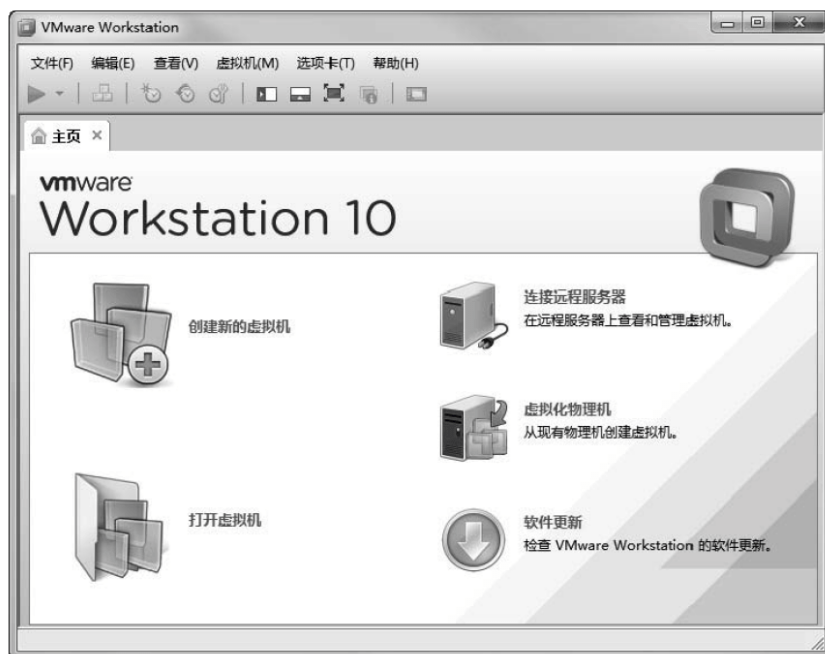 VMware Workstation
文件(F) 编辑(E) 查看(V) 虚拟机(M) 选项卡(T) 帮助(H)
主页
vmware
Workstation 10
创建新的虚拟机
连接远程服务器
在远程服务器上查看和管理虚拟机。
虚拟化物理机
从现有物理机创建虚拟机。
打开虚拟机
软件更新
检查 VMware Workstation 的软件更新。